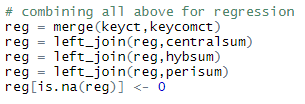 # combining all above for regression
reg = merge(keyct,keycomct)
reg = left_join(reg,centralsum)
reg = left_join(reg,hybsum)
reg = left_join(reg,perisum)
reg[is.na(reg)] <- 0